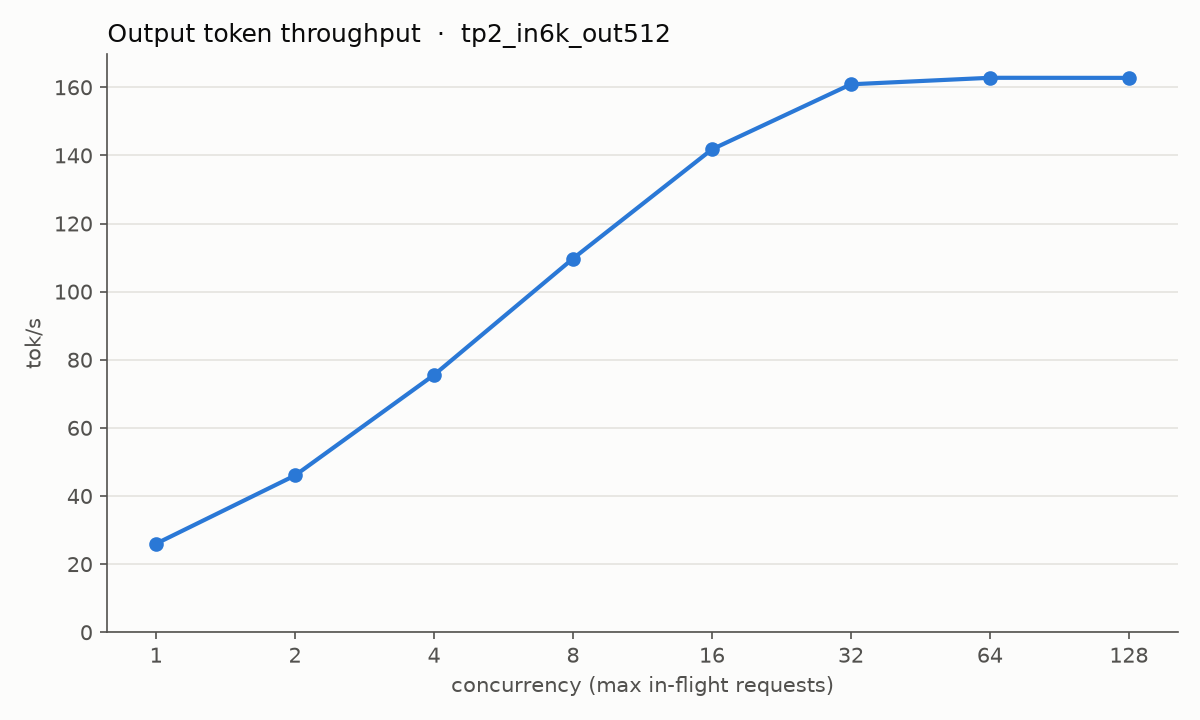 Output token throughput · tp2_in6k_out512
160
140
120
100
80
60
40
20
0
tok/s
1 2 4 8 16 32 64 128
concurrency (max in-flight requests)